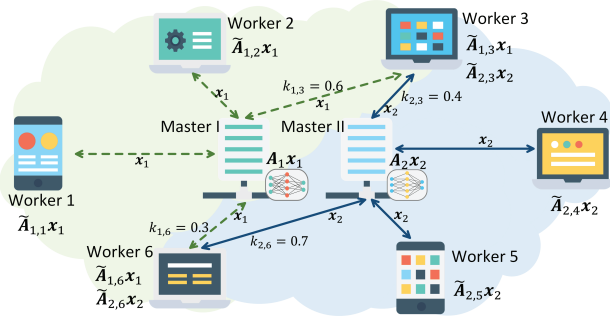 Worker 2
Ã₁,₂x₁
Worker 3
Ã₁,₃x₁
Ã₂,₃x₂
x₁
k₁,₃ = 0.6
x₁
x₂
k₂,₃ = 0.4
Worker 4
Ã₂,₄x₂
Master I
A₁x₁
Master II
A₂x₂
x₂
x₁
Worker 1
Ã₁,₁x₁
k₁,₆ = 0.3
x₁
x₂
k₂,₆ = 0.7
x₂
Worker 6
Ã₁,₆x₁
Ã₂,₆x₂
Worker 5
Ã₂,₅x₂